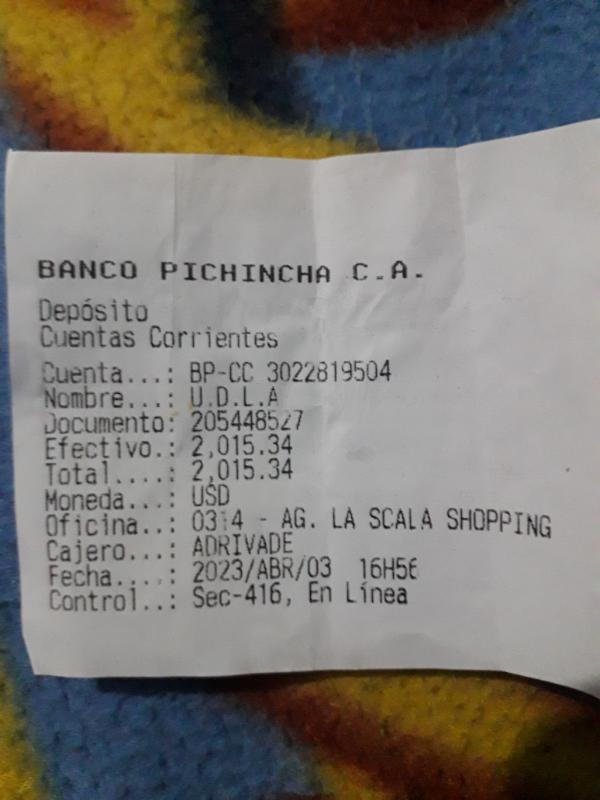 BANCO PICHINCHA C.A.
Depósito
Cuentas Corrientes
Cuenta...: BP-CC 3022819504
Nombre...: U.D.L.A
Documento: 205448527
Efectivo.: 2,015.34
Total....: 2,015.34
Moneda...: USD
Oficina..: 0314 - AG. LA SCALA SHOPPING
Cajero...: ADRIVADE
Fecha....: 2023/ABR/03 16H56
Control..: Sec-416, En Línea